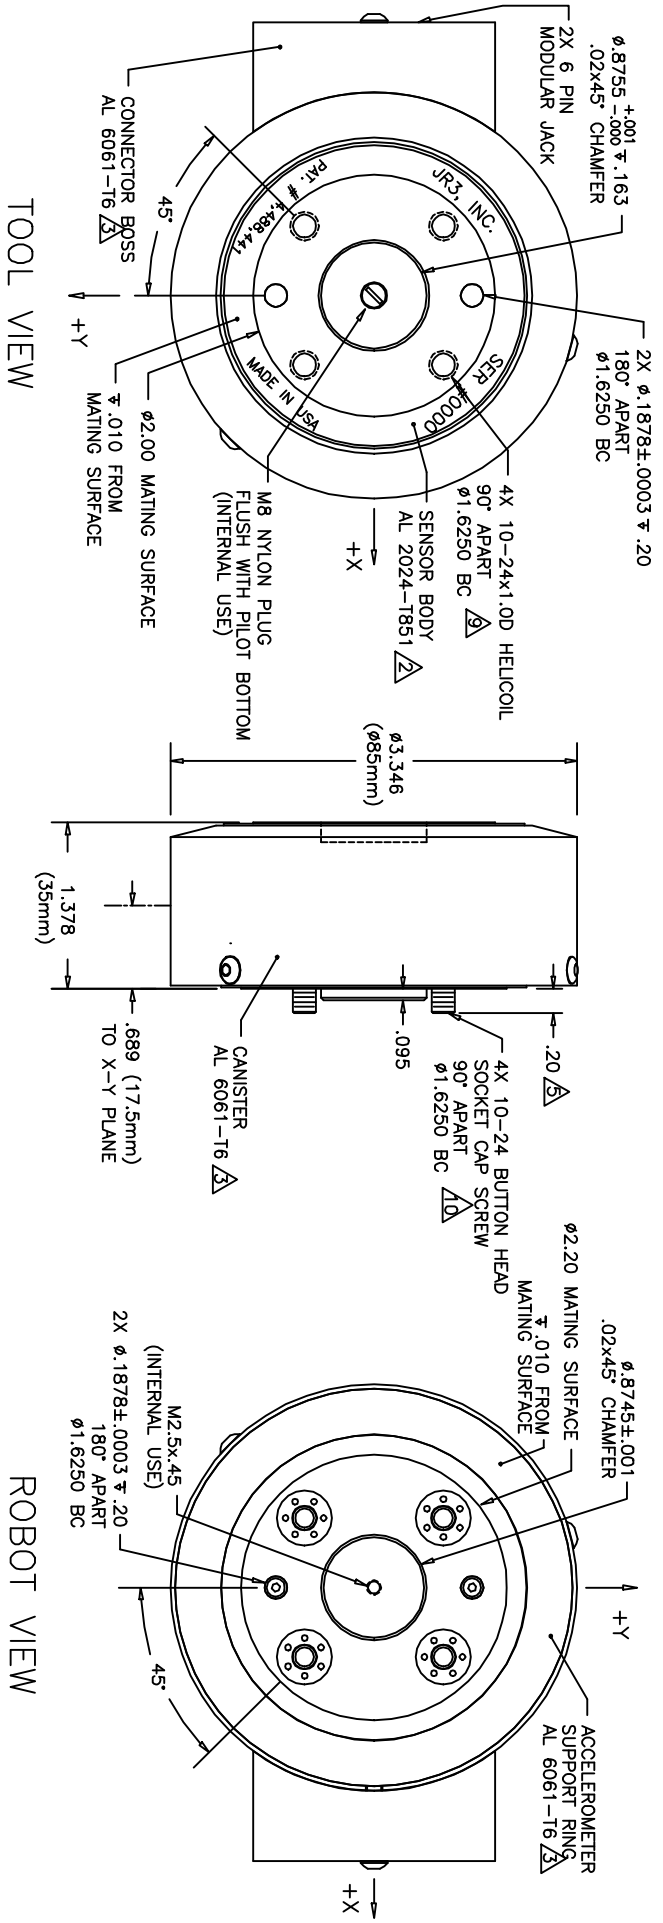 ø.8755 +.001 -.000 ↧ .163
.02x45° CHAMFER
2X 6 PIN
MODULAR JACK
CONNECTOR BOSS
AL 6061-T6 3
45°
JR3, INC.
PAT. # 4,488,441
SER #0000
MADE IN USA
+Y
+X
2X ø.1878±.0003 ↧ .20
180° APART
ø1.6250 BC
4X 10-24x1.0D HELICOIL
90° APART
ø1.6250 BC 9
SENSOR BODY
AL 2024-T851 2
M8 NYLON PLUG
FLUSH WITH PILOT BOTTOM
(INTERNAL USE)
ø2.00 MATING SURFACE
↧ .010 FROM
MATING SURFACE
TOOL VIEW
ø3.346
(ø85mm)
1.378
(35mm)
.689 (17.5mm)
TO X-Y PLANE
CANISTER
AL 6061-T6 3
.095
.20 5
4X 10-24 BUTTON HEAD
SOCKET CAP SCREW
90° APART
ø1.6250 BC 10
ø.8745±.001
.02x45° CHAMFER
ø2.20 MATING SURFACE
↧ .010 FROM
MATING SURFACE
M2.5x.45
(INTERNAL USE)
2X ø.1878±.0003 ↧ .20
180° APART
ø1.6250 BC
45°
+Y
+X
ACCELEROMETER
SUPPORT RING
AL 6061-T6 3
ROBOT VIEW